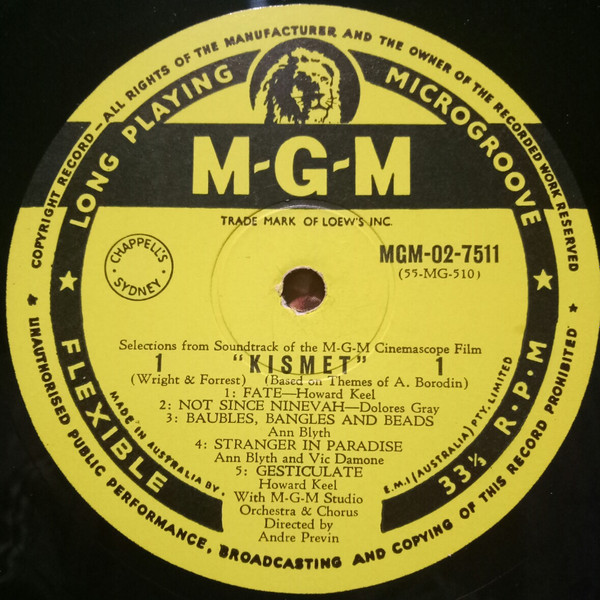 COPYRIGHT RECORD—ALL RIGHTS OF THE MANUFACTURER AND THE OWNER OF THE RECORDED WORK RESERVED
★ UNAUTHORISED PUBLIC PERFORMANCE, BROADCASTING AND COPYING OF THIS RECORD PROHIBITED ★
LONG PLAYING
MICROGROOVE
M-G-M
TRADE MARK OF LOEW'S INC.
CHAPPELL'S
SYDNEY
MGM-02-7511
(55-MG-510)
Selections from Soundtrack of the M-G-M Cinemascope Film
1 "KISMET" 1
(Wright & Forrest) (Based on Themes of A. Borodin)
1: FATE—Howard Keel
2: NOT SINCE NINEVAH—Dolores Gray
3: BAUBLES, BANGLES AND BEADS
Ann Blyth
4: STRANGER IN PARADISE
Ann Blyth and Vic Damone
5: GESTICULATE
Howard Keel
With M-G-M Studio
Orchestra & Chorus
Directed by
Andre Previn
★ FLEXIBLE
33⅓ R·P·M ★
MADE IN AUSTRALIA BY.
E.M.I (AUSTRALIA) PTY. LIMITED